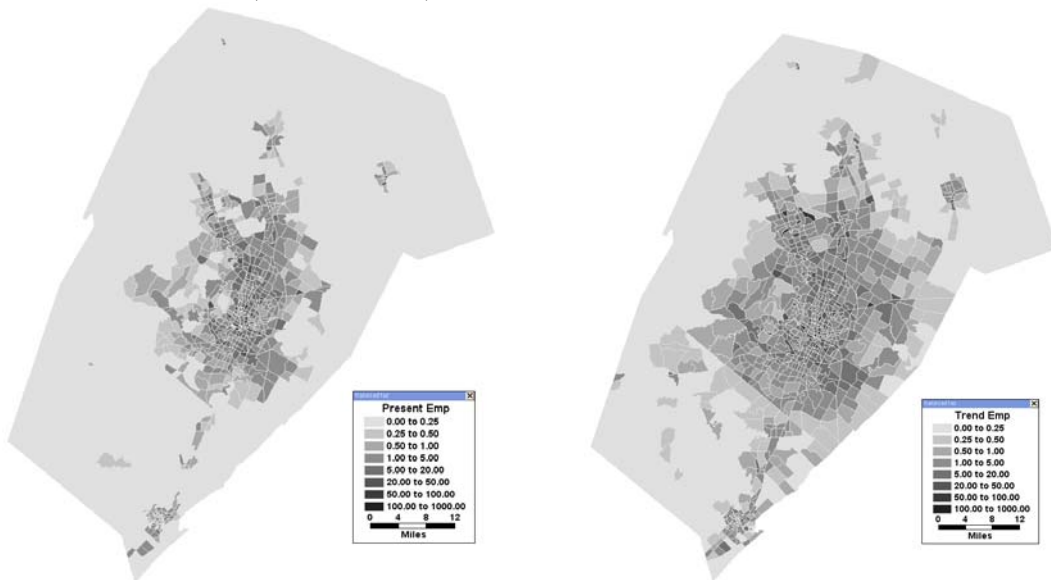 Present Emp
0.00 to 0.25
0.25 to 0.50
0.50 to 1.00
1.00 to 5.00
5.00 to 20.00
20.00 to 50.00
50.00 to 100.00
100.00 to 1000.00
0 4 8 12
Miles
Trend Emp
0.00 to 0.25
0.25 to 0.50
0.50 to 1.00
1.00 to 5.00
5.00 to 20.00
20.00 to 50.00
50.00 to 100.00
100.00 to 1000.00
0 4 8 12
Miles